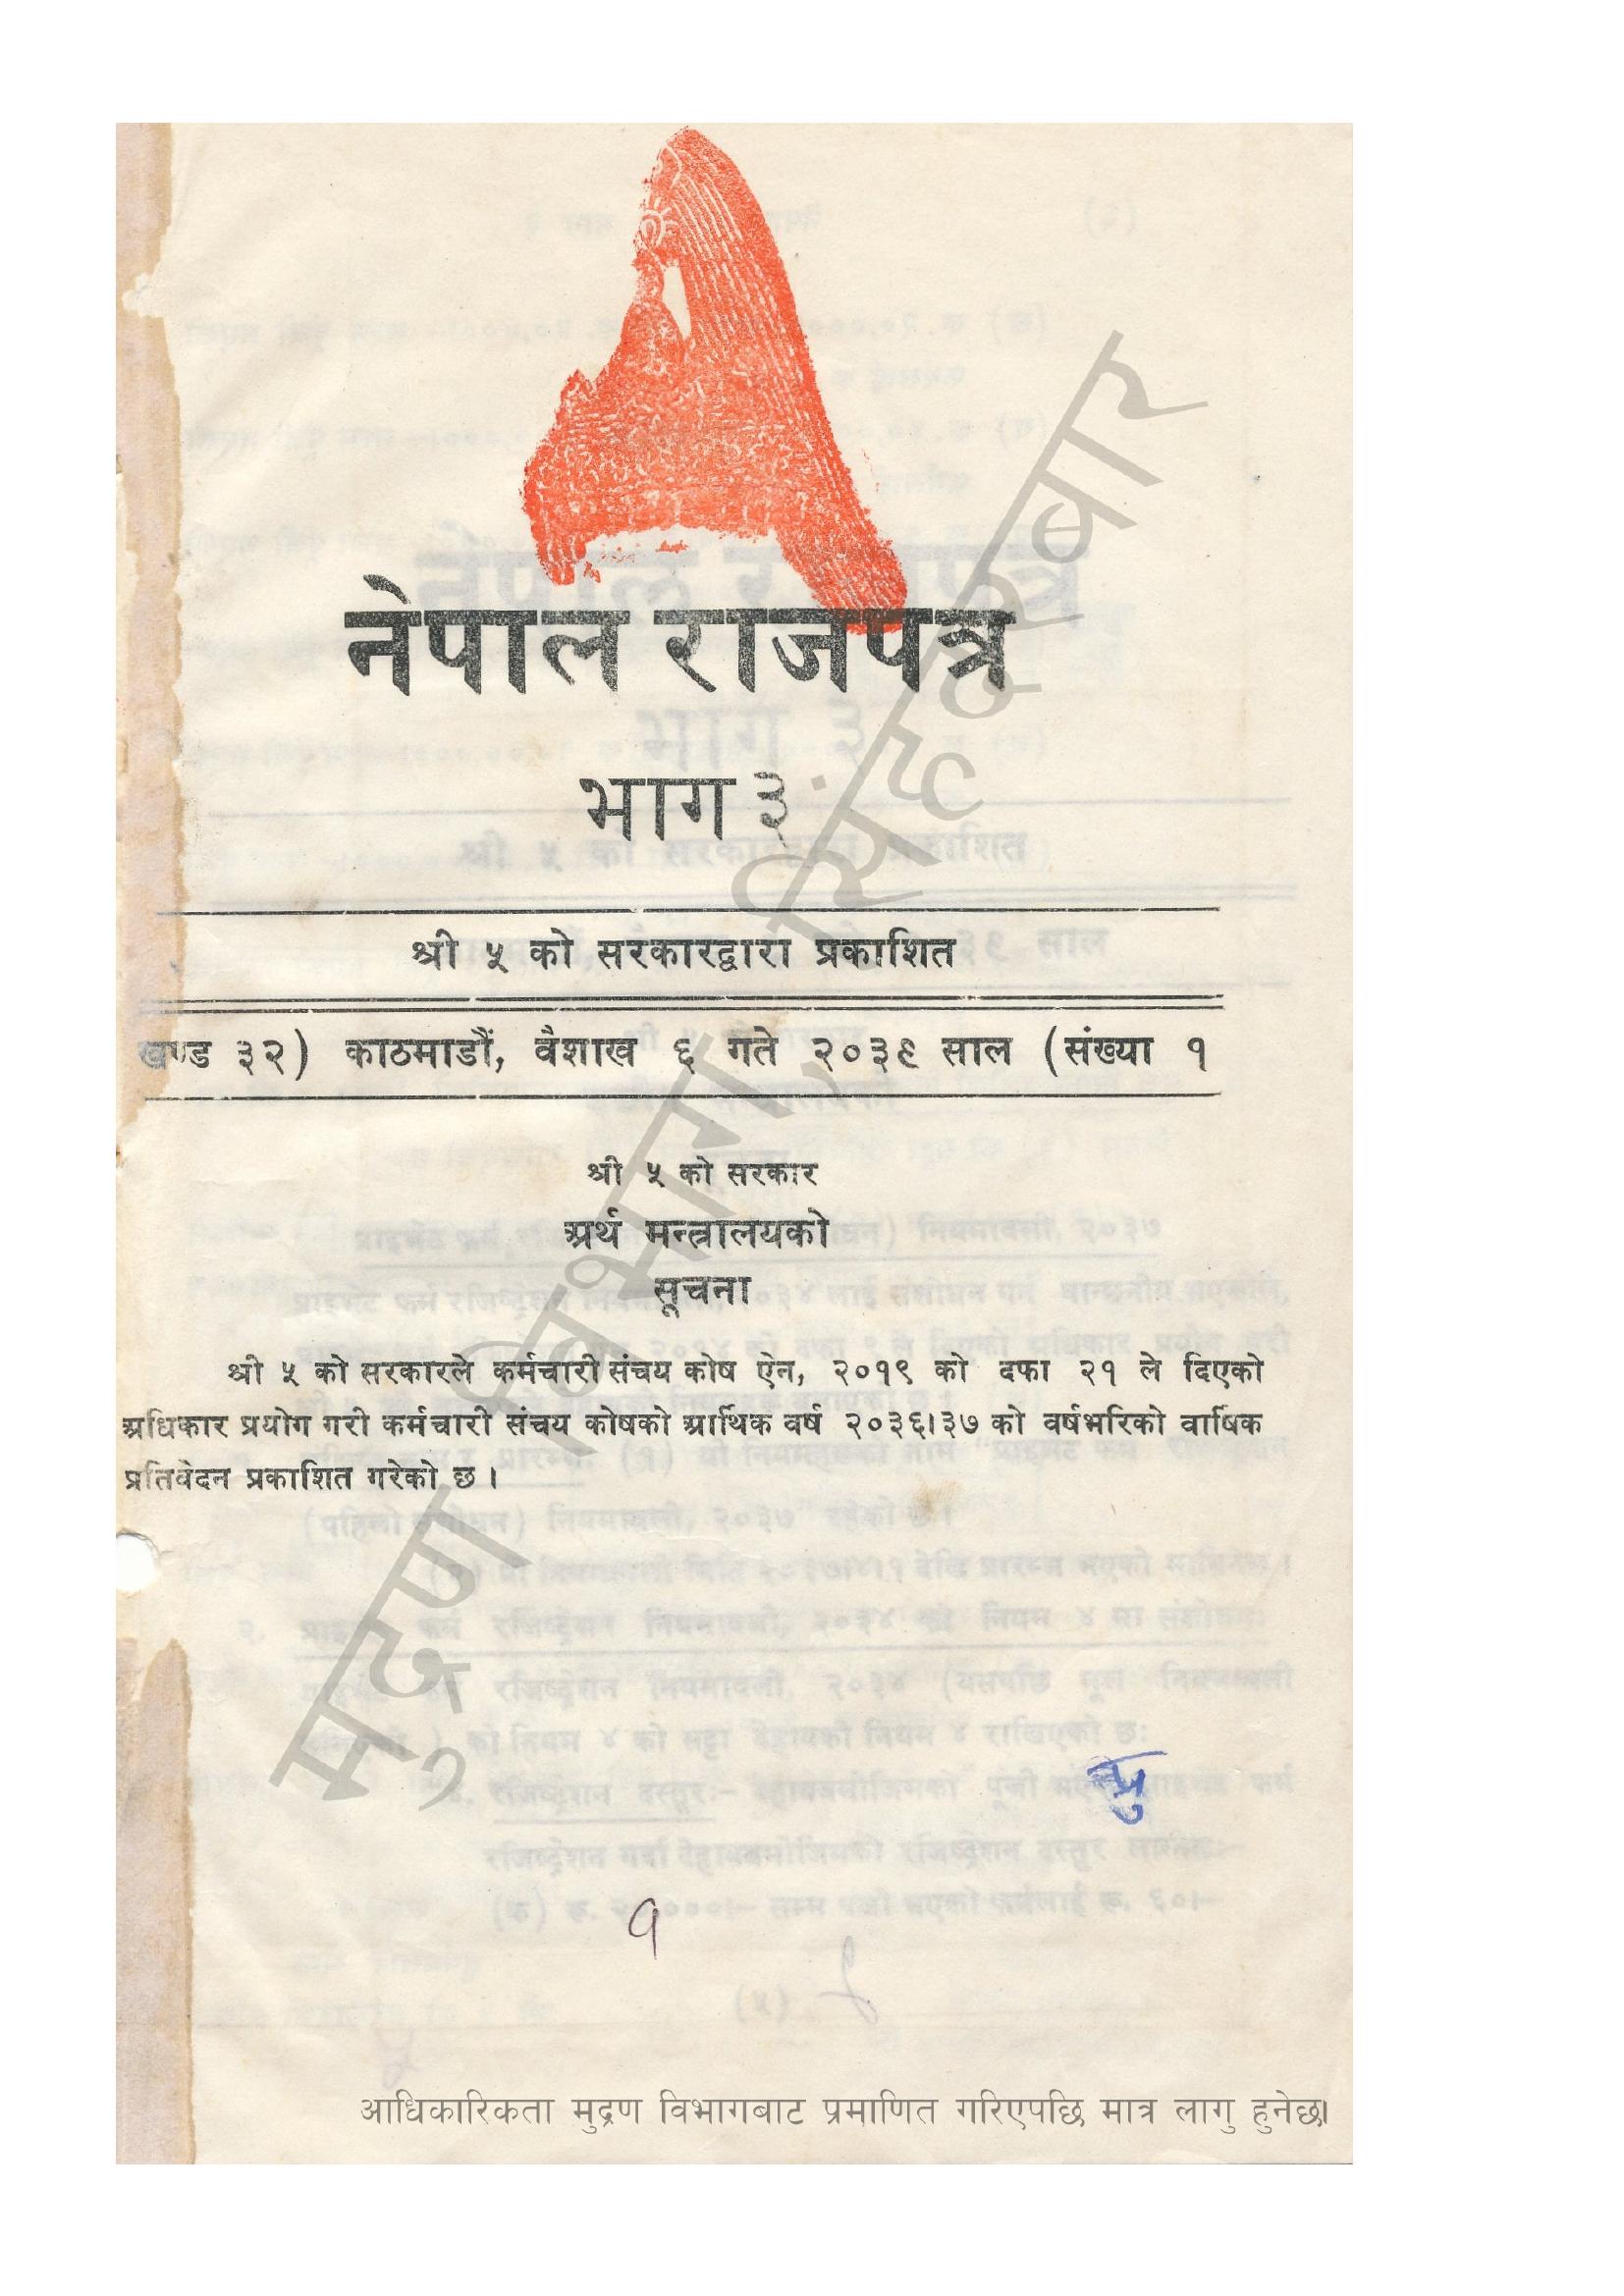 नेपाल राजपत्र
भाग ३
श्री ५ को सरकारद्वारा प्रकाशित
खण्ड ३२) काठमाडौं, वैशाख ६ गते २०३९ साल (संख्या १
श्री ५ को सरकार
अर्थ मन्त्रालयको
सूचना
श्री ५ को सरकारले कर्मचारी संचय कोष ऐन, २०१९ को दफा २१ ले दिएको
अधिकार प्रयोग गरी कर्मचारी संचय कोषको आर्थिक वर्ष २०३६।३७ को वर्षभरिको वार्षिक
प्रतिवेदन प्रकाशित गरेको छ ।
१
मुद्रण विभाग, सिंहदरबार
आधिकारिकता मुद्रण विभागबाट प्रमाणित गरिएपछि मात्र लागु हुनेछ।